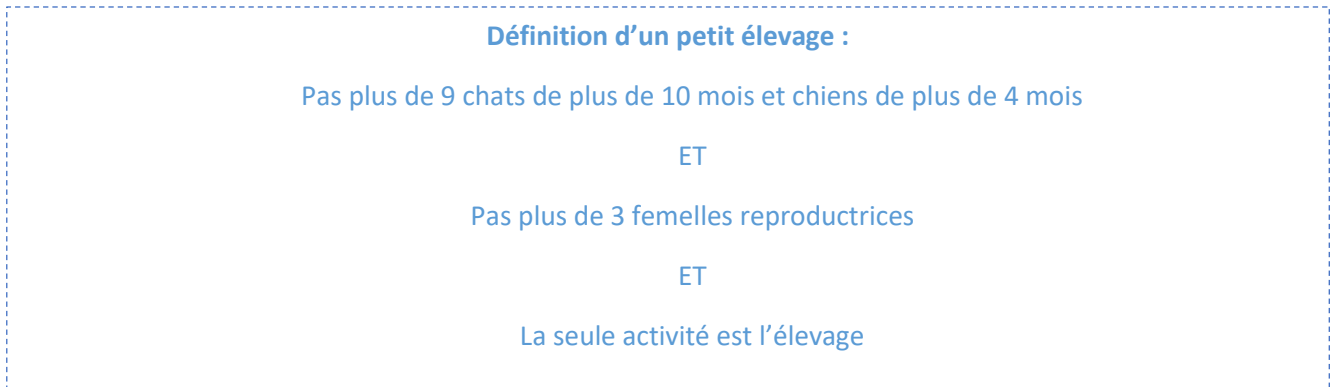 Définition d’un petit élevage :
Pas plus de 9 chats de plus de 10 mois et chiens de plus de 4 mois
ET
Pas plus de 3 femelles reproductrices
ET
La seule activité est l’élevage